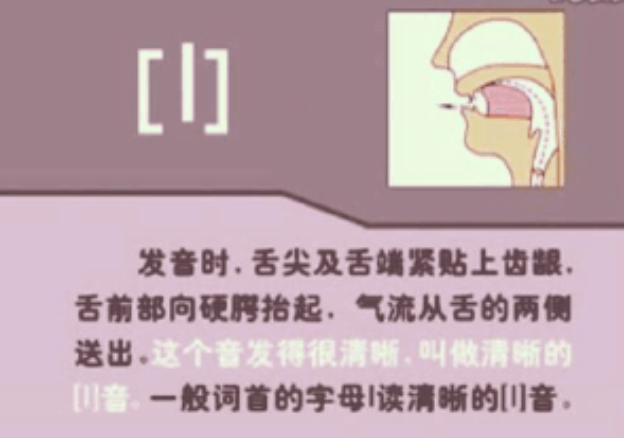 [l]
发音时,舌尖及舌端紧贴上齿龈,
舌前部向硬腭抬起, 气流从舌的两侧
送出。这个音发得很清晰,叫做清晰的
[l]音。一般词首的字母l读清晰的[l]音。